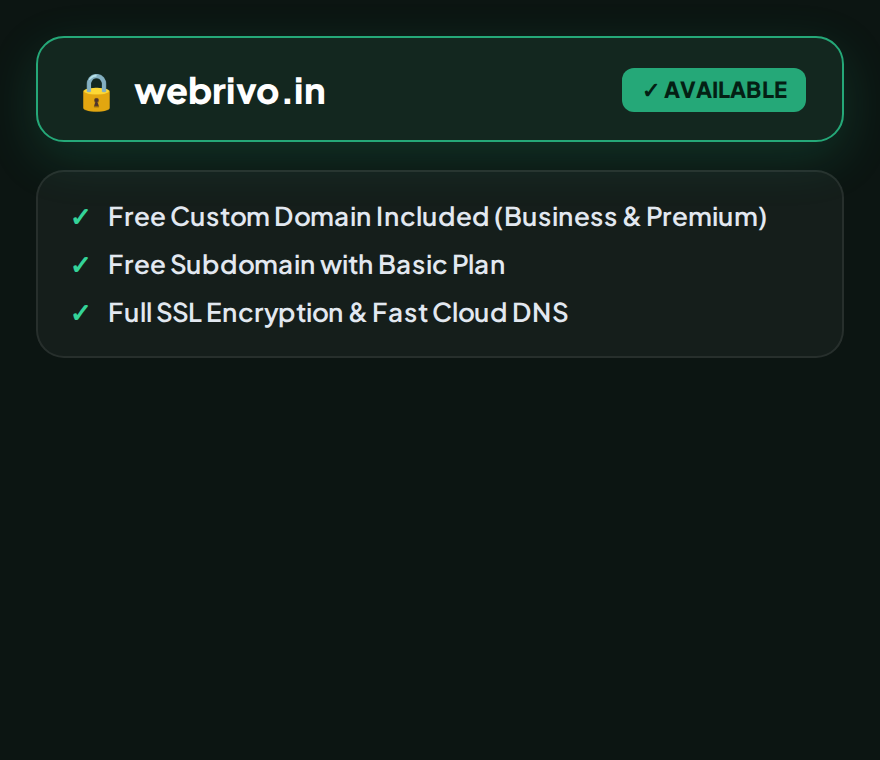 🔒 webrivo.in
✓ AVAILABLE
✓ Free Custom Domain Included (Business & Premium)
✓ Free Subdomain with Basic Plan
✓ Full SSL Encryption & Fast Cloud DNS